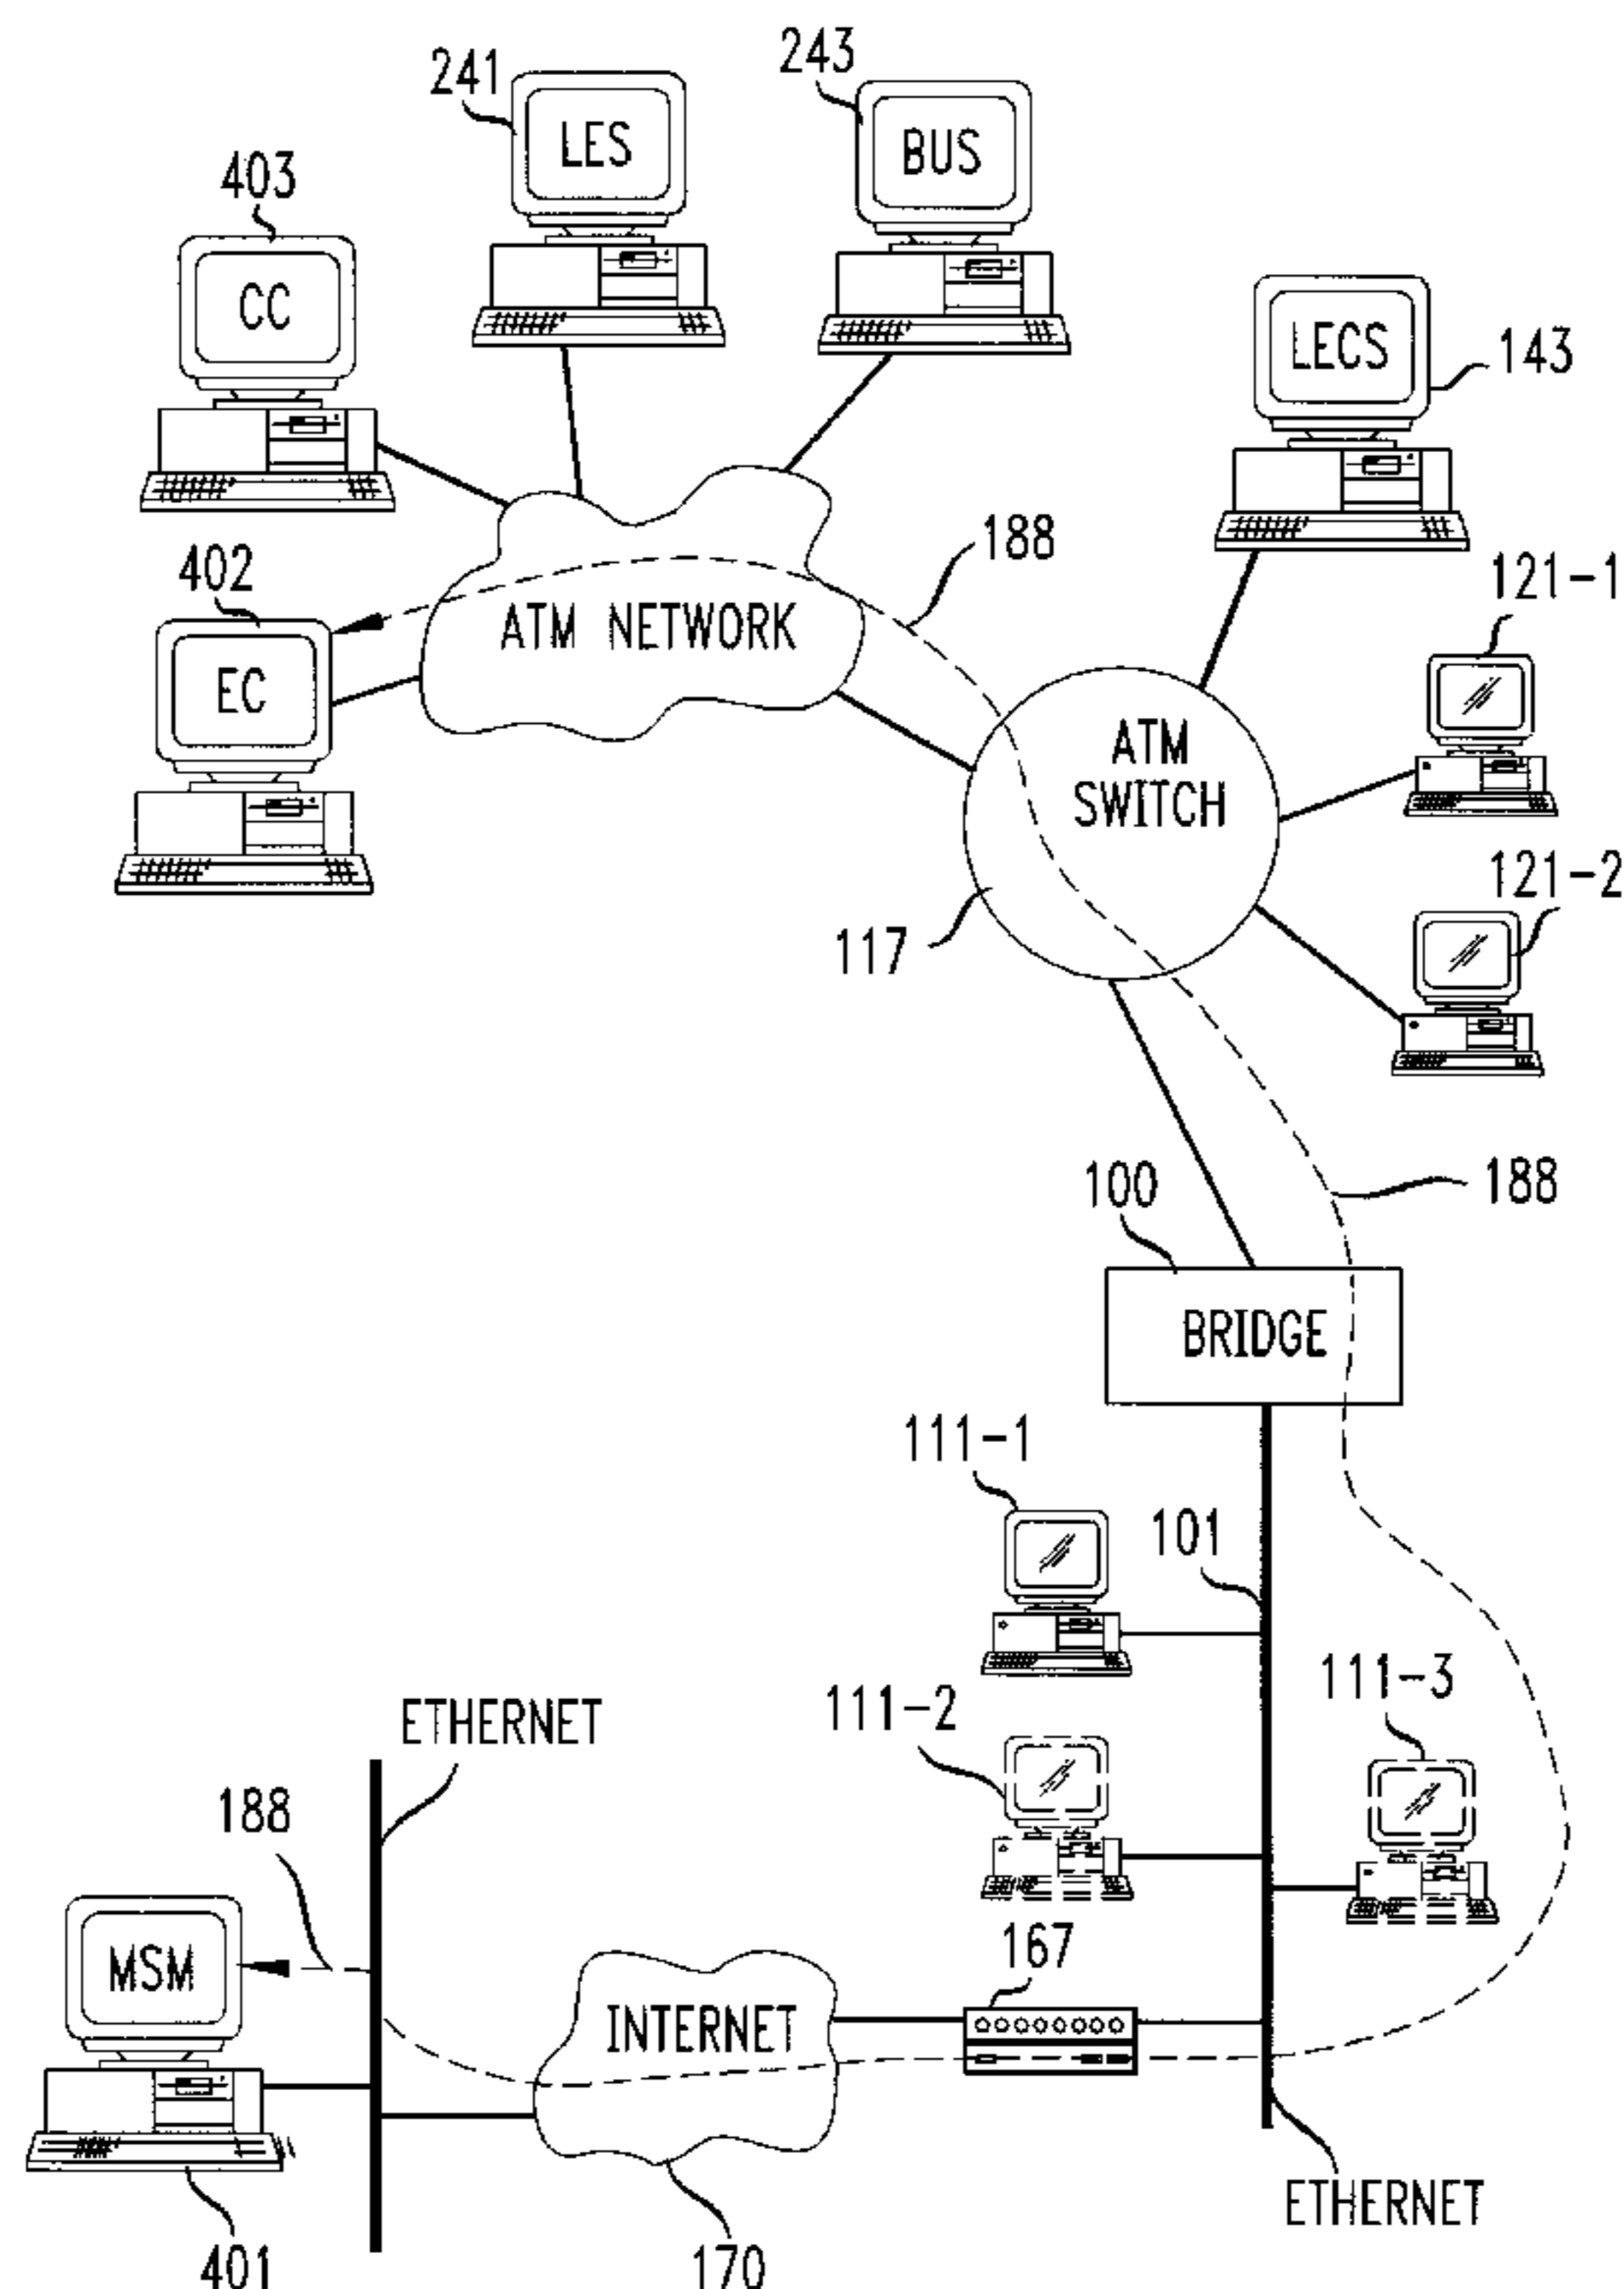 241
243
LES
BUS
403
CC
LECS
143
188
402
121-1
ATM NETWORK
EC
ATM
SWITCH
121-2
117
100
188
BRIDGE
111-1
101
111-3
111-2
ETHERNET
188
167
MSM
INTERNET
ETHERNET
401
170